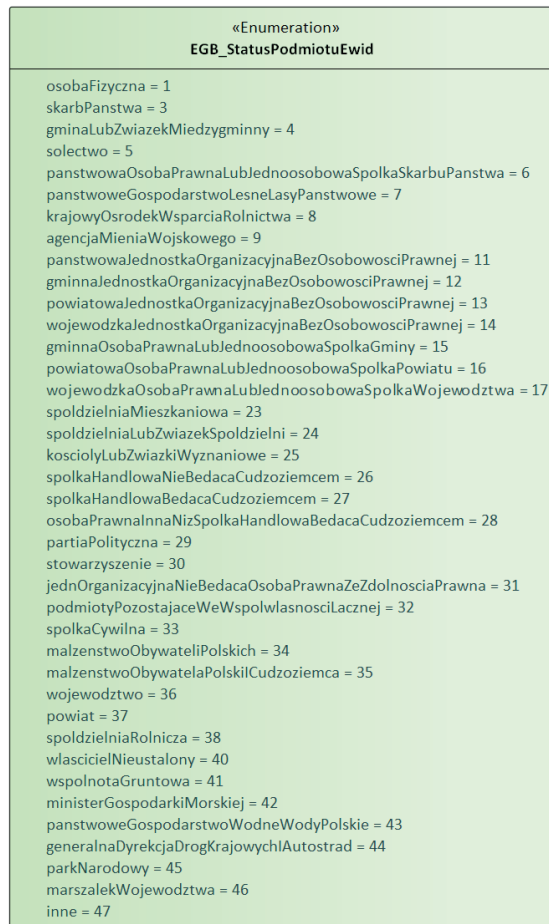 «Enumeration»
EGB_StatusPodmiotuEwid
osobaFizyczna = 1
skarbPanstwa = 3
gminaLubZwiazekMiedzygminny = 4
solectwo = 5
panstwowaOsobaPrawnaLubJednoosobowaSpolkaSkarbuPanstwa = 6
panstwoweGospodarstwoLesneLasyPanstwowe = 7
krajowyOsrodekWsparciaRolnictwa = 8
agencjaMieniaWojskowego = 9
panstwowaJednostkaOrganizacyjnaBezOsobowosciPrawnej = 11
gminnaJednostkaOrganizacyjnaBezOsobowosciPrawnej = 12
powiatowaJednostkaOrganizacyjnaBezOsobowosciPrawnej = 13
wojewodzkaJednostkaOrganizacyjnaBezOsobowosciPrawnej = 14
gminnaOsobaPrawnaLubJednoosobowaSpolkaGminy = 15
powiatowaOsobaPrawnaLubJednoosobowaSpolkaPowiatu = 16
wojewodzkaOsobaPrawnaLubJednoosobowaSpolkaWojewodztwa = 17
spoldzielniaMieszkaniowa = 23
spoldzielniaLubZwiazekSpoldzielni = 24
kosciolyLubZwiazkiWyznaniowe = 25
spolkaHandlowaNieBedacaCudzoziemcem = 26
spolkaHandlowaBedacaCudzoziemcem = 27
osobaPrawnaInnaNizSpolkaHandlowaBedacaCudzoziemcem = 28
partiaPolityczna = 29
stowarzyszenie = 30
jednOrganizacyjnaNieBedacaOsobaPrawnaZeZdolnosciaPrawna = 31
podmiotyPozostajaceWeWspolwlasnosciLacznej = 32
spolkaCywilna = 33
malzenstwoObywateliPolskich = 34
malzenstwoObywatelaPolskiICudzoziemca = 35
wojewodztwo = 36
powiat = 37
spoldzielniaRolnicza = 38
wlascicielNieustalony = 40
wspolnotaGruntowa = 41
ministerGospodarkiMorskiej = 42
panstwoweGospodarstwoWodneWodyPolskie = 43
generalnaDyrekcjaDrogKrajowychIAutostrad = 44
parkNarodowy = 45
marszalekWojewodztwa = 46
inne = 47